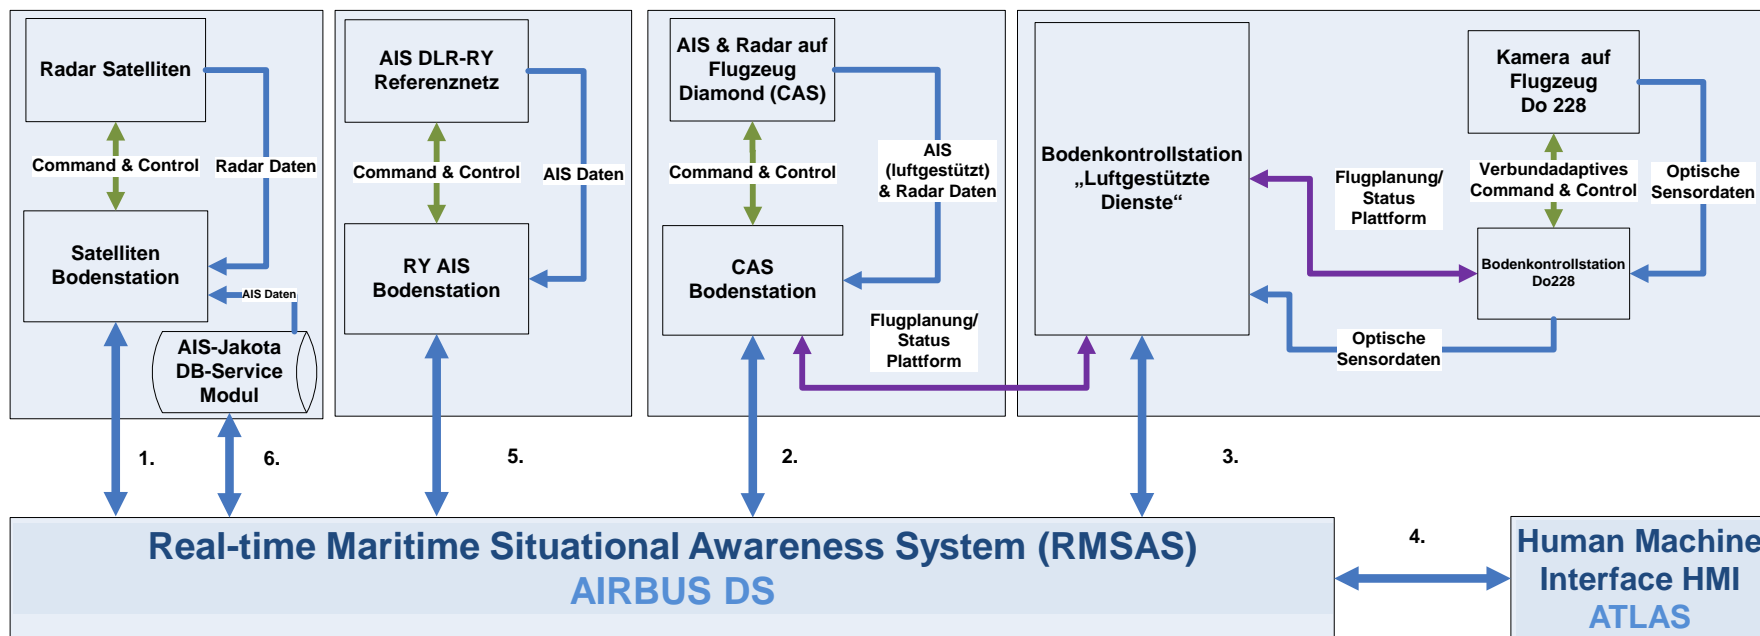 Radar Satelliten
Command & Control
Radar Daten
Satelliten
Bodenstation
AIS Daten
AIS-Jakota
DB-Service
Modul
AIS DLR-RY
Referenznetz
Command & Control
AIS Daten
RY AIS
Bodenstation
AIS & Radar auf
Flugzeug
Diamond (CAS)
Command & Control
AIS
(luftgestützt)
& Radar Daten
CAS
Bodenstation
Flugplanung/
Status
Plattform
Bodenkontrollstation
„Luftgestützte
Dienste“
Flugplanung/
Status
Plattform
Kamera auf
Flugzeug
Do 228
Verbundadaptives
Command & Control
Optische
Sensordaten
Bodenkontrollstation
Do228
Optische
Sensordaten
1.
6.
5.
2.
3.
Real-time Maritime Situational Awareness System (RMSAS)
AIRBUS DS
4.
Human Machine
Interface HMI
ATLAS